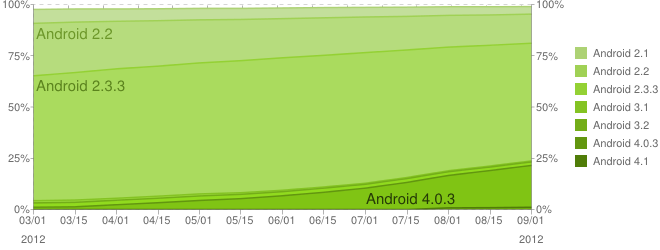 100%
100%
Android 2.2
75%
75%
Android 2.3.3
50%
50%
25%
25%
Android 4.0.3
0%
0%
03/01 03/15 04/01 04/15 05/01 05/15 06/01 06/15 07/01 07/15 08/01 08/15 09/01
2012
2012
Android 2.1
Android 2.2
Android 2.3.3
Android 3.1
Android 3.2
Android 4.0.3
Android 4.1